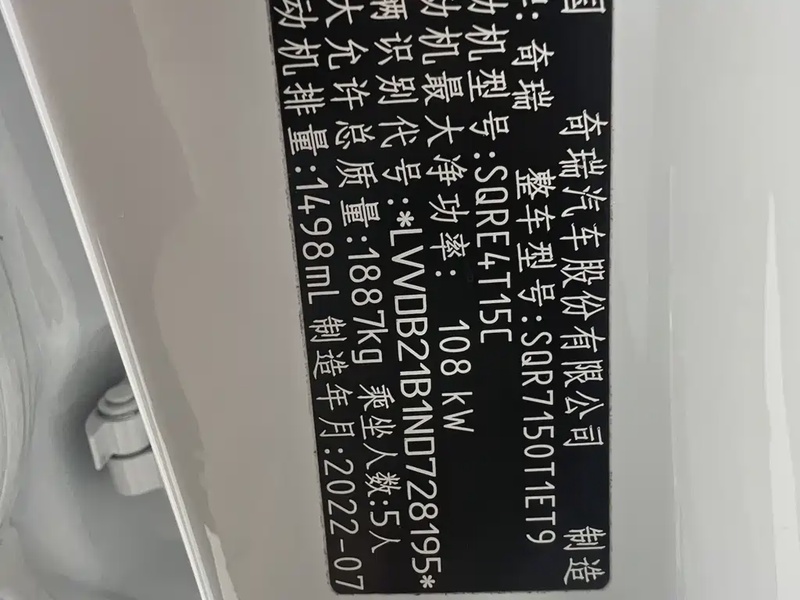 国 奇瑞汽车股份有限公司 制造
: 奇瑞 整车型号:SQR7150T1ET9
动机型号:SQRE4T15C
功机最大净功率: 108 kW
辆识别代号:*LVVDB21B1ND728195*
大允许总质量:1887kg 乘坐人数:5人
动机排量:1498mL 制造年月:2022-07